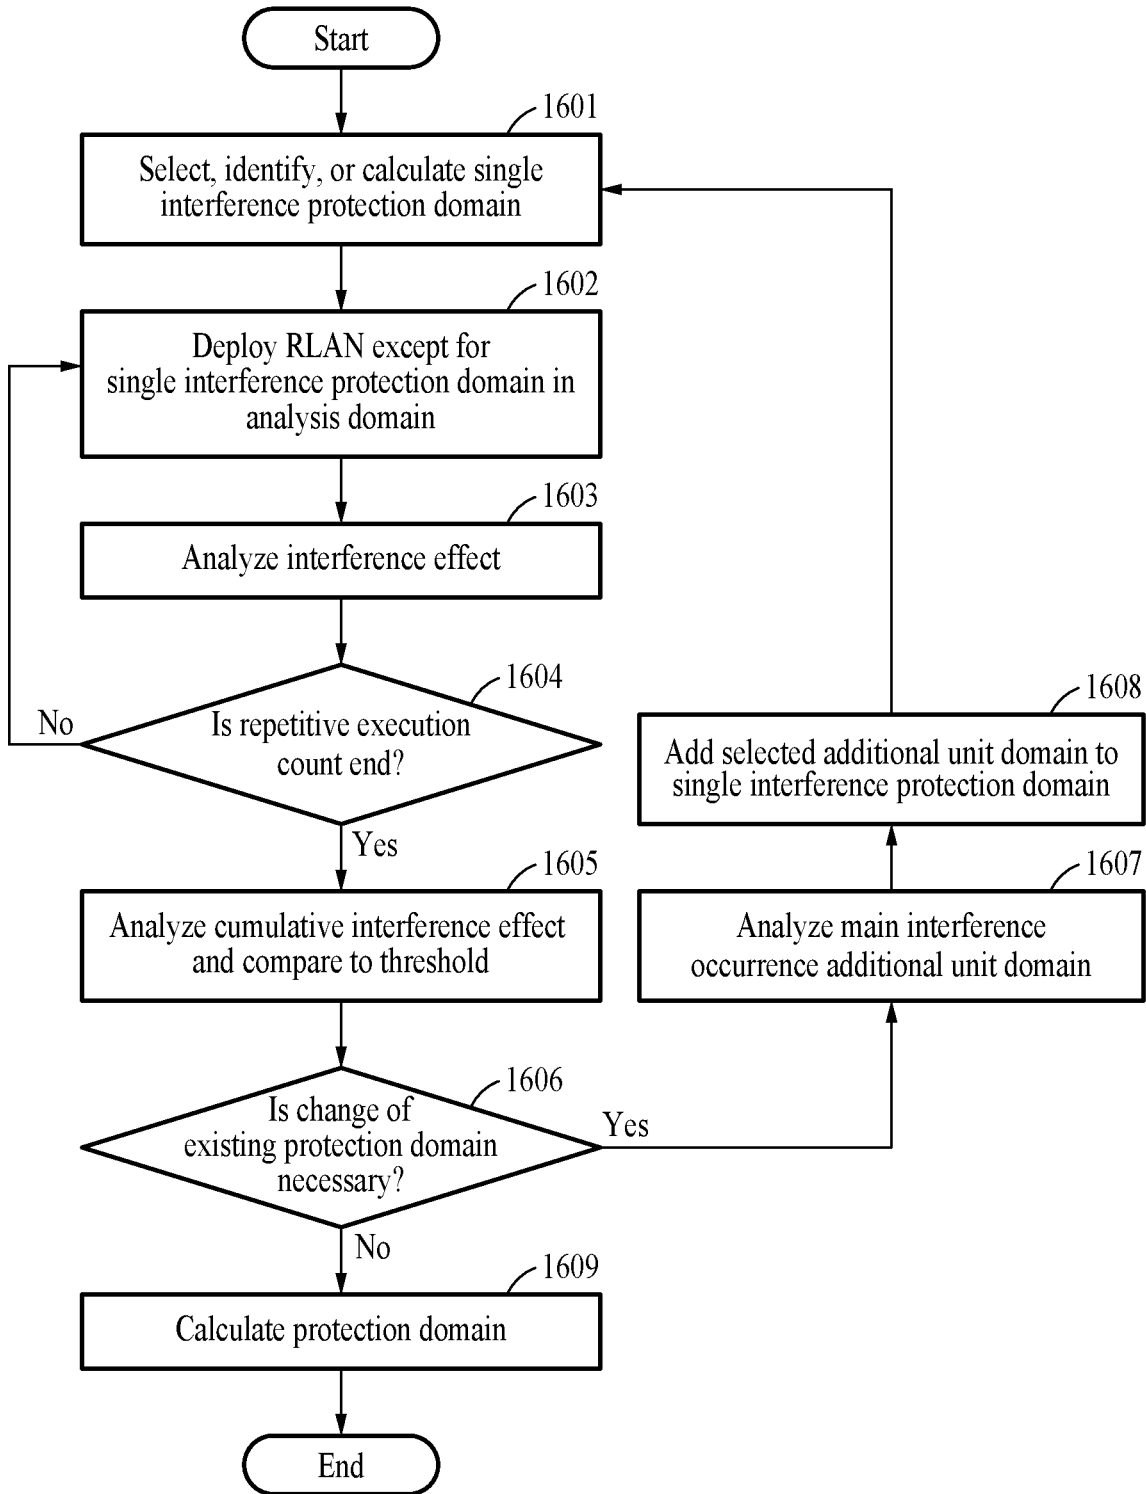 Start
1601
Select, identify, or calculate single
interference protection domain
1602
Deploy RLAN except for
single interference protection domain in
analysis domain
1603
Analyze interference effect
1604
Is repetitive execution
count end?
No
Yes
1605
Analyze cumulative interference effect
and compare to threshold
1606
Is change of
existing protection domain
necessary?
Yes
No
1607
Analyze main interference
occurrence additional unit domain
1608
Add selected additional unit domain to
single interference protection domain
1609
Calculate protection domain
End